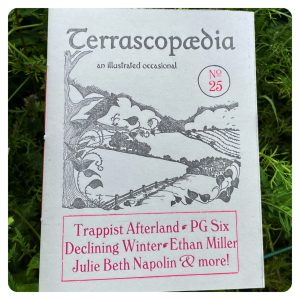 Terrascopædia
an illustrated occasional
Nº
25
Trappist Afterland PG Six
Declining Winter Ethan Miller
Julie Beth Napolin & more!